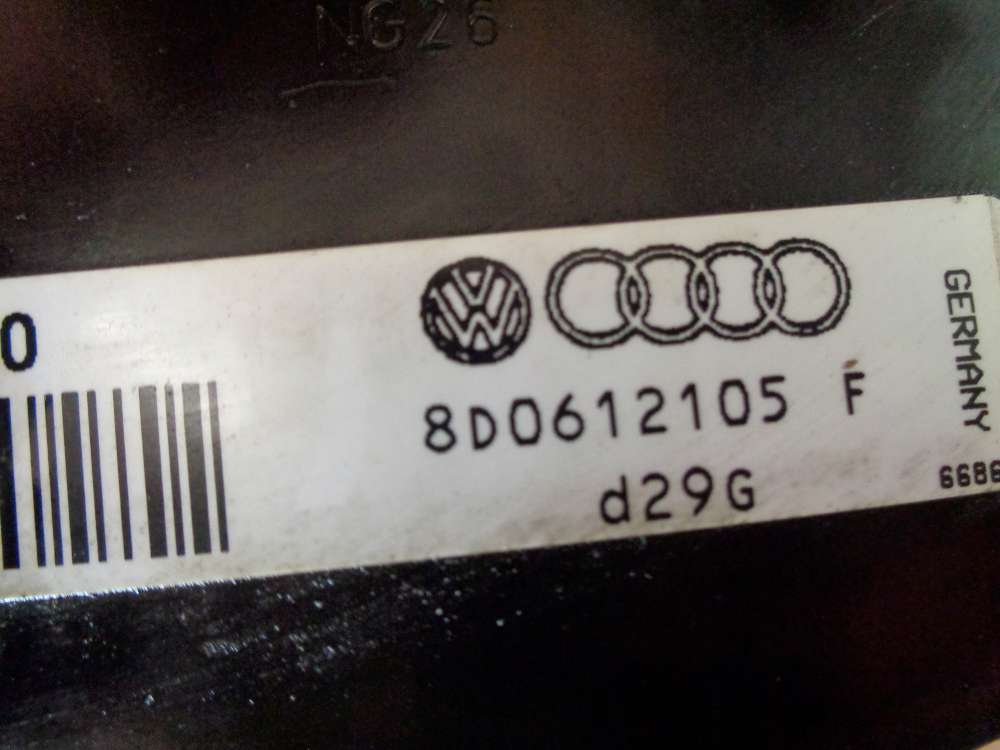 NG26
0
8D0612105 F
d29G
GERMANY
6686